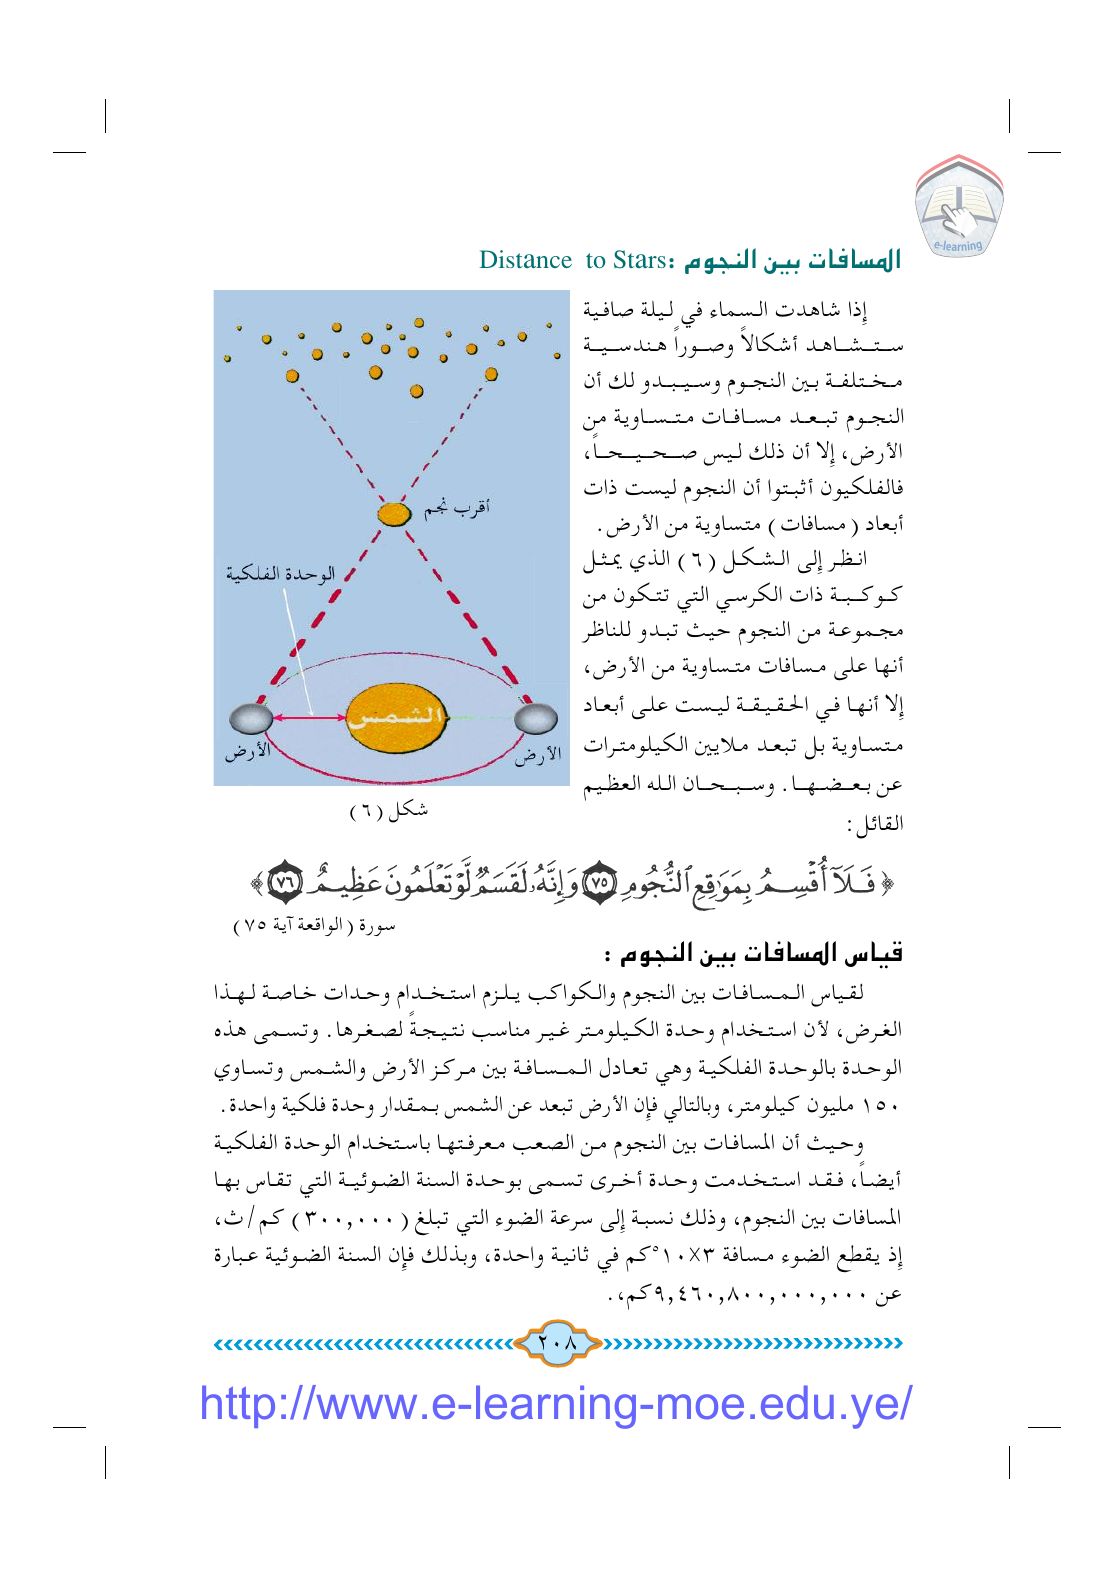 e-learning
المسافات بين النجوم :Distance to Stars
إذا شاهدت السماء في ليلة صافية
ستشاهد أشكالاً وصوراً هندسية
مختلفة بين النجوم وسيبدو لك أن
النجوم تبعد مسافات متساوية من
الأرض، إلا أن ذلك ليس صحيحاً،
فالفلكيون أثبتوا أن النجوم ليست ذات
أبعاد ( مسافات ) متساوية من الأرض .
انظر إلى الشكل ( ٦ ) الذي يمثل
كوكبة ذات الكرسي التي تتكون من
مجموعة من النجوم حيث تبدو للناظر
أنها على مسافات متساوية من الأرض،
إلا أنها في الحقيقة ليست على أبعاد
متساوية بل تبعد ملايين الكيلومترات
عن بعضها . وسبحان الله العظيم
القائل :
أقرب نجم
الوحدة الفلكية
الشمس
الأرض
الأرض
شكل ( ٦ )
﴿ فَلَآ أُقْسِمُ بِمَوَٰقِعِ ٱلنُّجُومِ ٧٥ وَإِنَّهُۥ لَقَسَمٌ لَّوْ تَعْلَمُونَ عَظِيمٌ ٧٦ ﴾
سورة ( الواقعة آية ٧٥ )
قياس المسافات بين النجوم :
لقياس المسافات بين النجوم والكواكب يلزم استخدام وحدات خاصة لهذا
الغرض، لأن استخدام وحدة الكيلومتر غير مناسب نتيجةً لصغرها . وتسمى هذه
الوحدة بالوحدة الفلكية وهي تعادل المسافة بين مركز الأرض والشمس وتساوي
١٥٠ مليون كيلومتر، وبالتالي فإن الأرض تبعد عن الشمس بمقدار وحدة فلكية واحدة .
وحيث أن المسافات بين النجوم من الصعب معرفتها باستخدام الوحدة الفلكية
أيضاً، فقد استخدمت وحدة أخرى تسمى بوحدة السنة الضوئية التي تقاس بها
المسافات بين النجوم، وذلك نسبة إلى سرعة الضوء التي تبلغ ( ٣٠٠,٠٠٠ ) كم/ث،
إذ يقطع الضوء مسافة ٣×١٠⁵ كم في ثانية واحدة، وبذلك فإن السنة الضوئية عبارة
عن ٩,٤٦٠,٨٠٠,٠٠٠,٠٠٠ كم،.
٢٠٨
http://www.e-learning-moe.edu.ye/